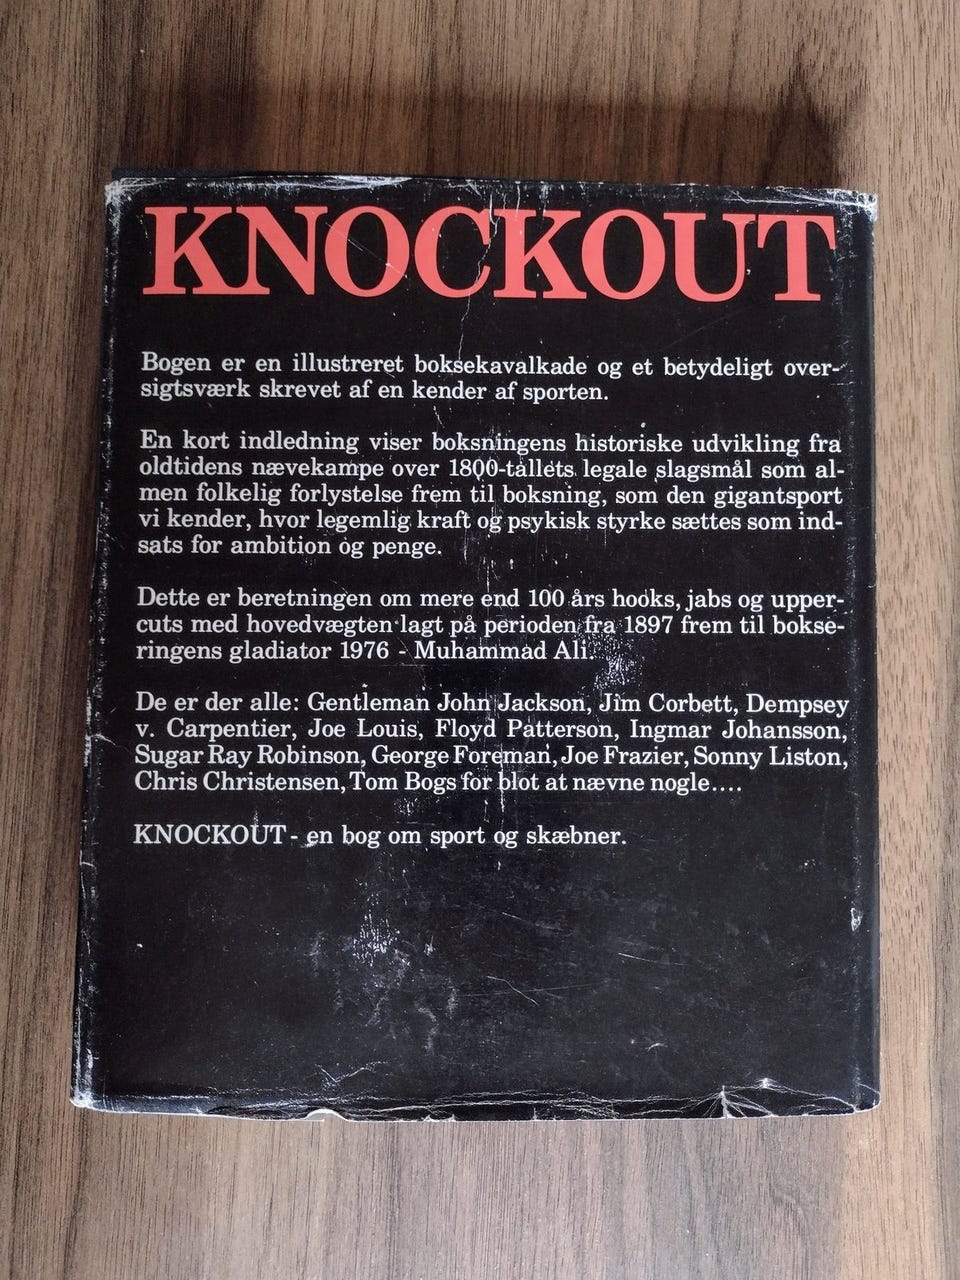 KNOCKOUT
Bogen er en illustreret boksekavalkade og et betydeligt over-
sigtsværk skrevet af en kender af sporten.
En kort indledning viser boksningens historiske udvikling fra
oldtidens nævekampe over 1800-tallets legale slagsmål som al-
men folkelig forlystelse frem til boksning, som den gigantsport
vi kender, hvor legemlig kraft og psykisk styrke sættes som ind-
sats for ambition og penge.
Dette er beretningen om mere end 100 års hooks, jabs og upper-
cuts med hovedvægten lagt på perioden fra 1897 frem til bokse-
ringens gladiator 1976 - Muhammad Ali.
De er der alle: Gentleman John Jackson, Jim Corbett, Dempsey
v. Carpentier, Joe Louis, Floyd Patterson, Ingmar Johansson,
Sugar Ray Robinson, George Foreman, Joe Frazier, Sonny Liston,
Chris Christensen, Tom Bogs for blot at nævne nogle....
KNOCKOUT - en bog om sport og skæbner.